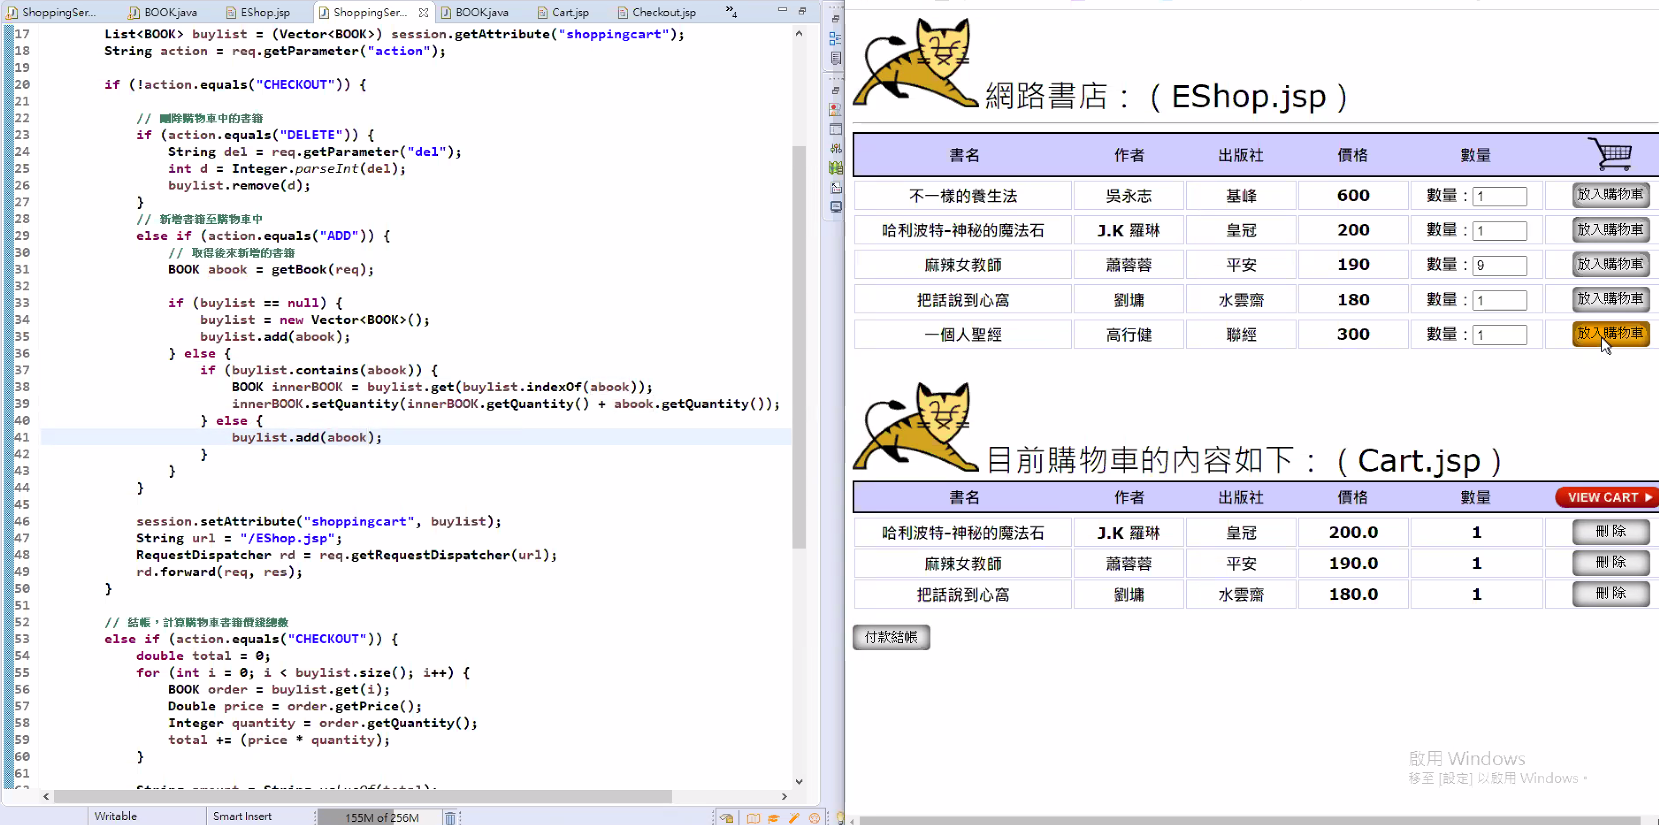 ShoppingSer... BOOK.java EShop.jsp ShoppingSer... BOOK.java Cart.jsp Checkout.jsp »4
17 List<BOOK> buylist = (Vector<BOOK>) session.getAttribute("shoppingcart");
18 String action = req.getParameter("action");
19
20 if (!action.equals("CHECKOUT")) {
21
22 // 刪除購物車中的書籍
23 if (action.equals("DELETE")) {
24 String del = req.getParameter("del");
25 int d = Integer.parseInt(del);
26 buylist.remove(d);
27 }
28 // 新增書籍至購物車中
29 else if (action.equals("ADD")) {
30 // 取得後來新增的書籍
31 BOOK abook = getBook(req);
32
33 if (buylist == null) {
34 buylist = new Vector<BOOK>();
35 buylist.add(abook);
36 } else {
37 if (buylist.contains(abook)) {
38 BOOK innerBOOK = buylist.get(buylist.indexOf(abook));
39 innerBOOK.setQuantity(innerBOOK.getQuantity() + abook.getQuantity());
40 } else {
41 buylist.add(abook);
42 }
43 }
44 }
45
46 session.setAttribute("shoppingcart", buylist);
47 String url = "/EShop.jsp";
48 RequestDispatcher rd = req.getRequestDispatcher(url);
49 rd.forward(req, res);
50 }
51
52 // 結帳，計算購物車書籍價錢總數
53 else if (action.equals("CHECKOUT")) {
54 double total = 0;
55 for (int i = 0; i < buylist.size(); i++) {
56 BOOK order = buylist.get(i);
57 Double price = order.getPrice();
58 Integer quantity = order.getQuantity();
59 total += (price * quantity);
60 }
61
Writable Smart Insert 155M of 256M
網路書店：（EShop.jsp）
書名 作者 出版社 價格 數量
不一樣的養生法 吳永志 基峰 600 數量：1 放入購物車
哈利波特-神秘的魔法石 J.K 羅琳 皇冠 200 數量：1 放入購物車
麻辣女教師 蕭蓉蓉 平安 190 數量：9 放入購物車
把話說到心窩 劉墉 水雲齋 180 數量：1 放入購物車
一個人聖經 高行健 聯經 300 數量：1 放入購物車
目前購物車的內容如下：（Cart.jsp）
書名 作者 出版社 價格 數量 VIEW CART
哈利波特-神秘的魔法石 J.K 羅琳 皇冠 200.0 1 刪 除
麻辣女教師 蕭蓉蓉 平安 190.0 1 刪 除
把話說到心窩 劉墉 水雲齋 180.0 1 刪 除
付款結帳
啟用 Windows
移至 [設定] 以啟用 Windows。